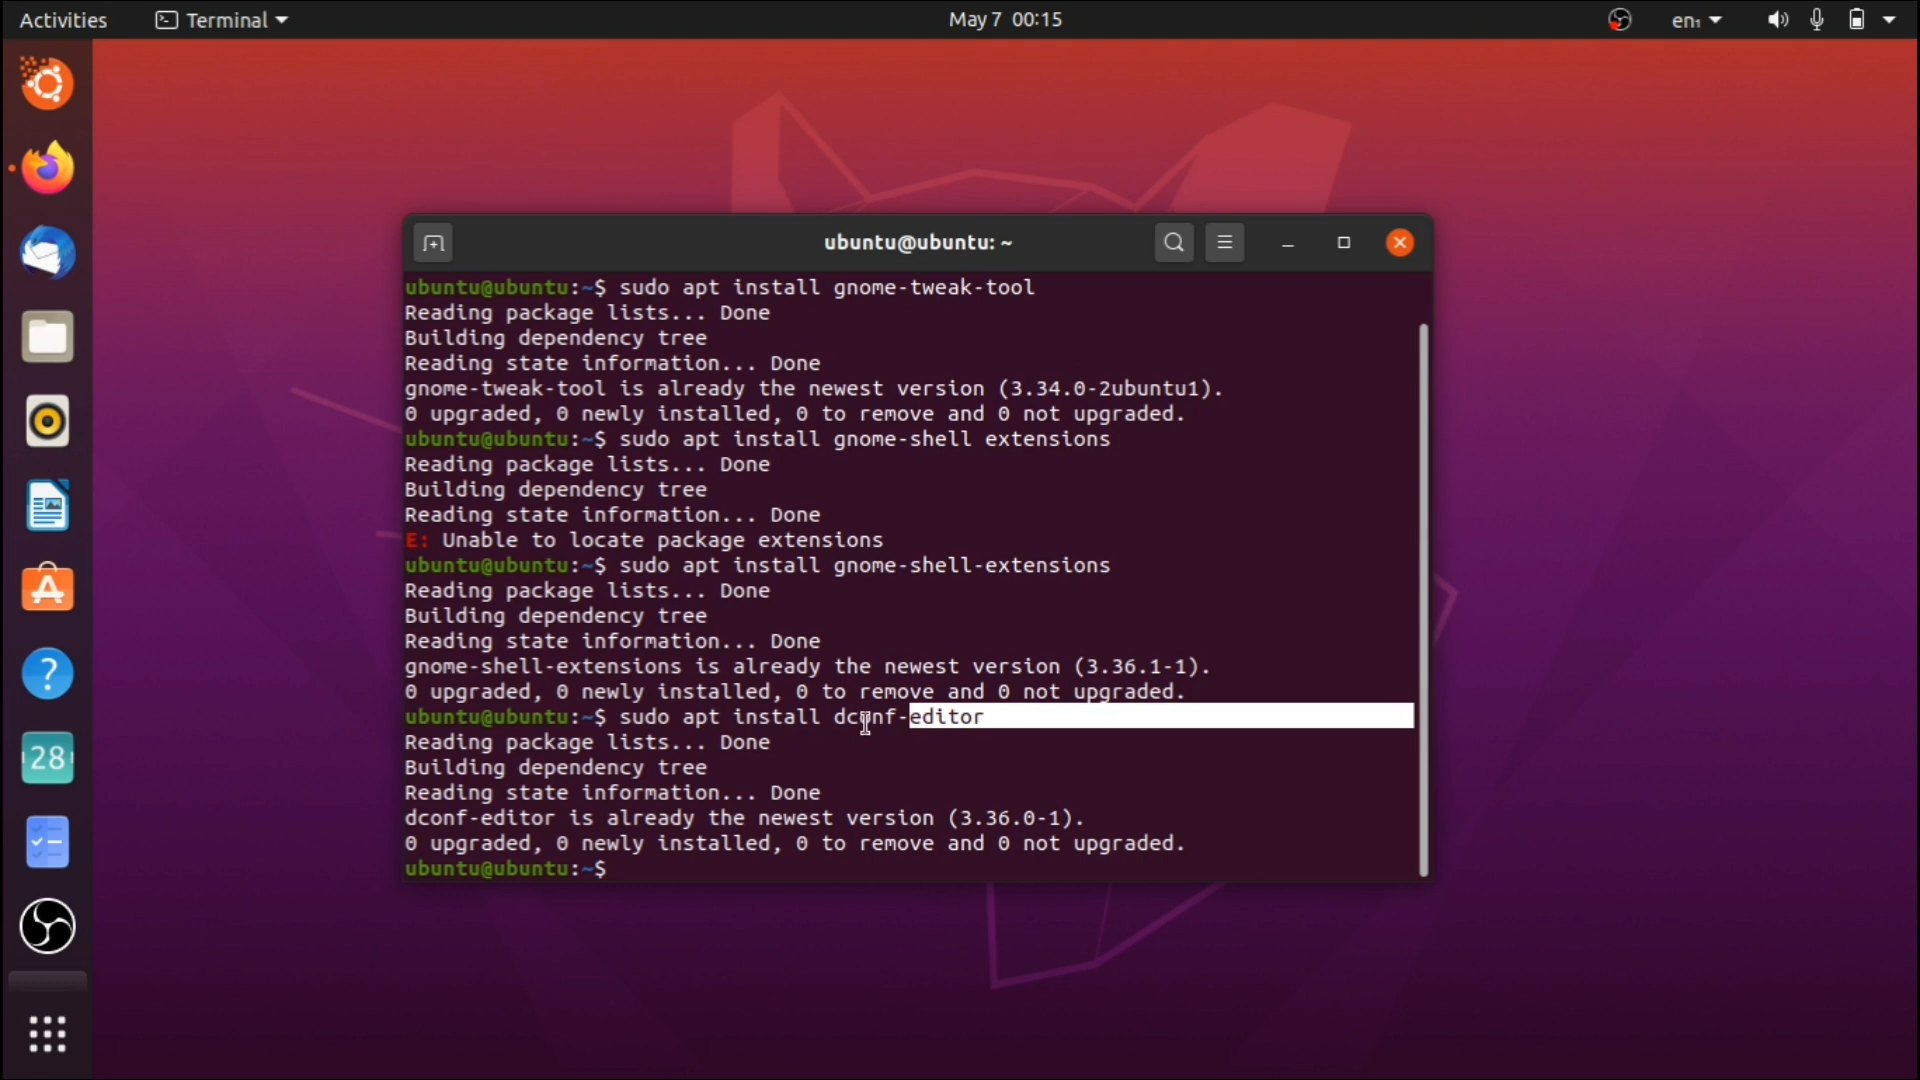 Activities Terminal May 7 00:15 en₁
ubuntu@ubuntu: ~
ubuntu@ubuntu:~$ sudo apt install gnome-tweak-tool
Reading package lists... Done
Building dependency tree
Reading state information... Done
gnome-tweak-tool is already the newest version (3.34.0-2ubuntu1).
0 upgraded, 0 newly installed, 0 to remove and 0 not upgraded.
ubuntu@ubuntu:~$ sudo apt install gnome-shell extensions
Reading package lists... Done
Building dependency tree
Reading state information... Done
E: Unable to locate package extensions
ubuntu@ubuntu:~$ sudo apt install gnome-shell-extensions
Reading package lists... Done
Building dependency tree
Reading state information... Done
gnome-shell-extensions is already the newest version (3.36.1-1).
0 upgraded, 0 newly installed, 0 to remove and 0 not upgraded.
ubuntu@ubuntu:~$ sudo apt install dconf-editor
Reading package lists... Done
Building dependency tree
Reading state information... Done
dconf-editor is already the newest version (3.36.0-1).
0 upgraded, 0 newly installed, 0 to remove and 0 not upgraded.
ubuntu@ubuntu:~$
28